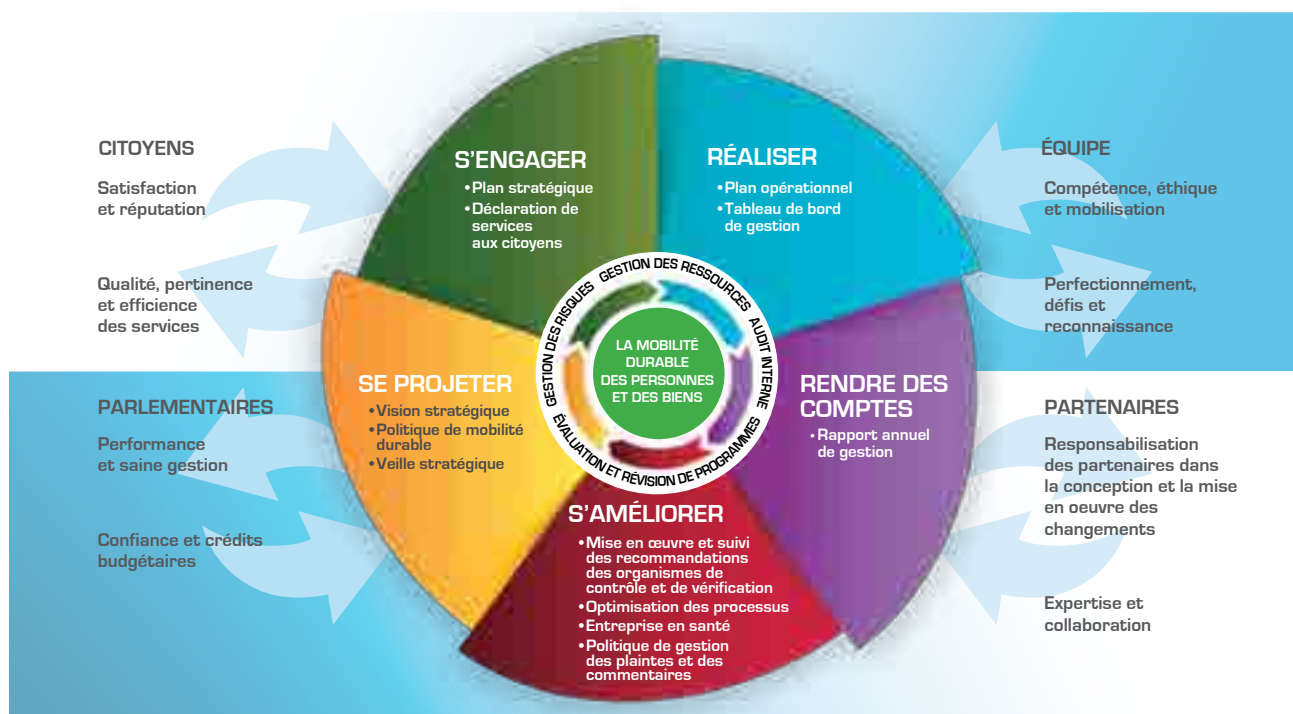 CITOYENS
Satisfaction
et réputation
Qualité, pertinence
et efficience
des services
PARLEMENTAIRES
Performance
et saine gestion
Confiance et crédits
budgétaires
S'ENGAGER
•Plan stratégique
•Déclaration de
services
aux citoyens
RÉALISER
•Plan opérationnel
•Tableau de bord
de gestion
SE PROJETER
•Vision stratégique
•Politique de mobilité
durable
•Veille stratégique
GESTION DES RISQUES
GESTION DES RESSOURCES
AUDIT INTERNE
ÉVALUATION ET RÉVISION DE PROGRAMMES
LA MOBILITÉ
DURABLE
DES PERSONNES
ET DES BIENS
RENDRE DES
COMPTES
•Rapport annuel
de gestion
S'AMÉLIORER
•Mise en œuvre et suivi
des recommandations
des organismes de
contrôle et de vérification
•Optimisation des processus
•Entreprise en santé
•Politique de gestion
des plaintes et des
commentaires
ÉQUIPE
Compétence, éthique
et mobilisation
Perfectionnement,
défis et
reconnaissance
PARTENAIRES
Responsabilisation
des partenaires dans
la conception et la mise
en oeuvre des
changements
Expertise et
collaboration